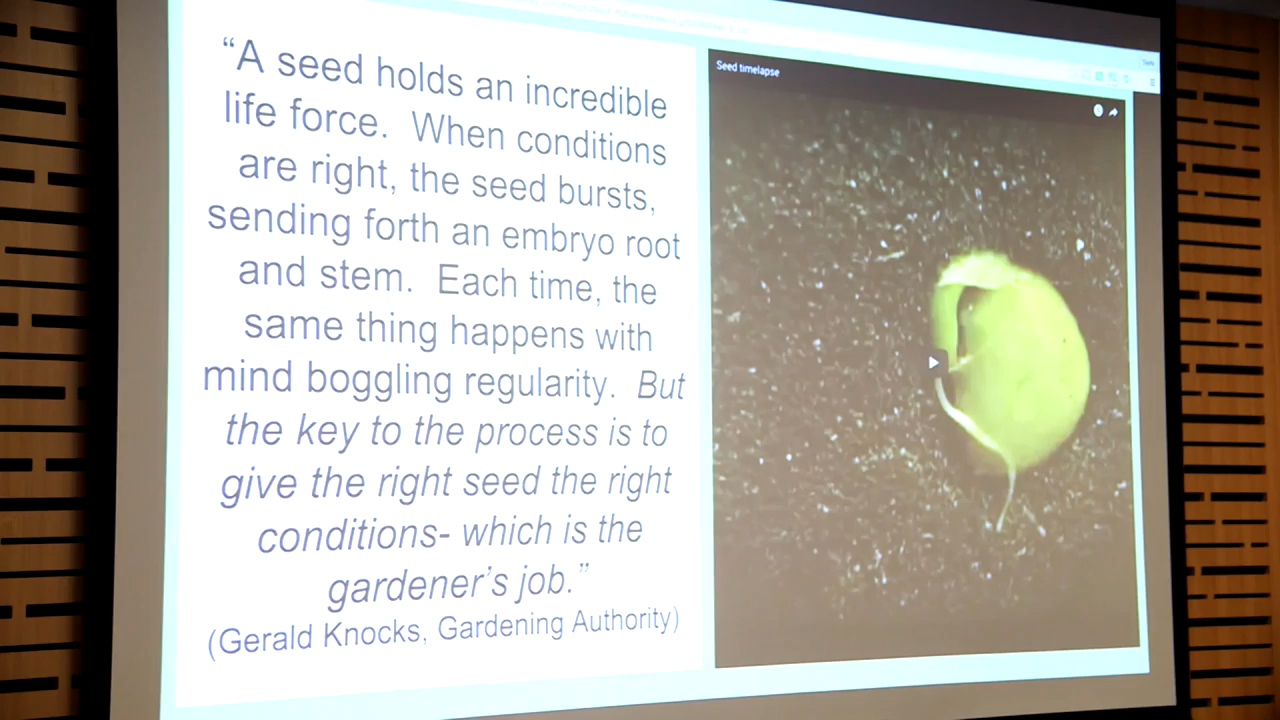 “A seed holds an incredible
life force.  When conditions
are right, the seed bursts,
sending forth an embryo root
and stem.  Each time, the
same thing happens with
mind boggling regularity.  But
the key to the process is to
give the right seed the right
conditions- which is the
gardener’s job.”
(Gerald Knocks, Gardening Authority)
Seed timelapse